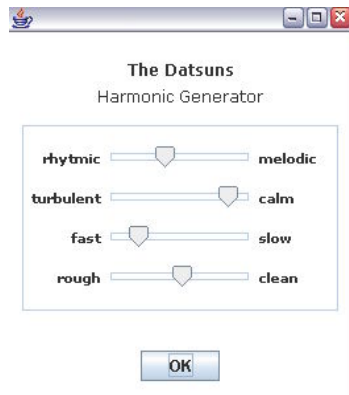 The Datsuns
Harmonic Generator
rhytmic melodic
turbulent calm
fast slow
rough clean
OK